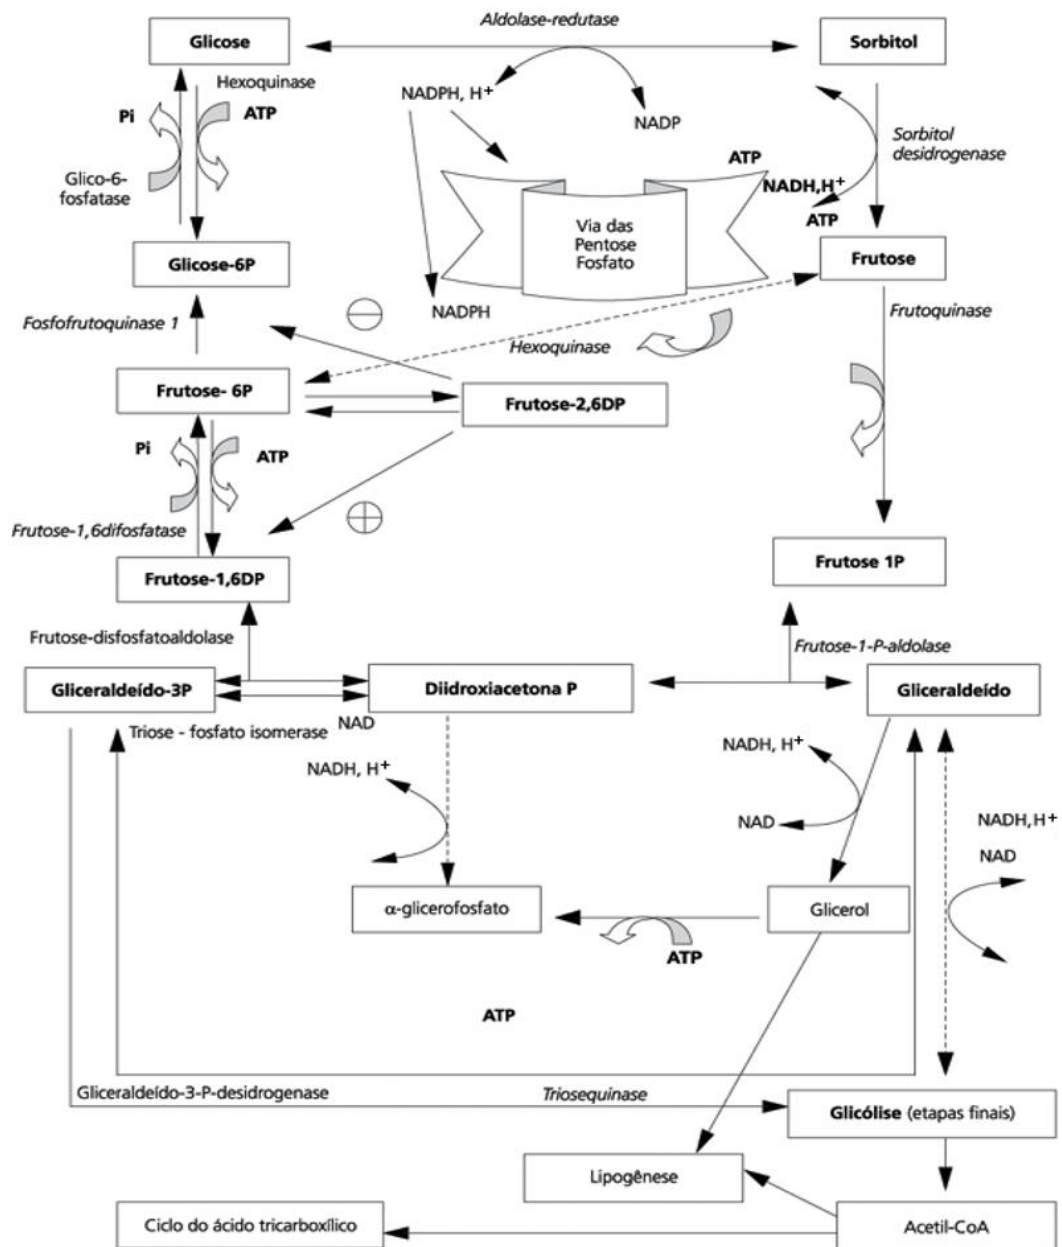 Aldolase-redutase
Glicose
Sorbitol
Hexoquinase
NADPH, H+
Pi
ATP
NADP
Sorbitol
desidrogenase
ATP
Glico-6-
fosfatase
NADH,H+
Via das
Pentose
Fosfato
ATP
Glicose-6P
Frutose
NADPH
Fosfofrutoquinase 1
Frutoquinase
Hexoquinase
Frutose- 6P
Frutose-2,6DP
Pi
ATP
Frutose-1,6difosfatase
Frutose 1P
Frutose-1,6DP
Frutose-disfosfatoaldolase
Frutose-1-P-aldolase
Gliceraldeído-3P
Diidroxiacetona P
Gliceraldeído
NAD
Triose - fosfato isomerase
NADH, H+
NADH, H+
NAD
NADH,H+
NAD
α-glicerofosfato
Glicerol
ATP
ATP
Gliceraldeído-3-P-desidrogenase
Triosequinase
Glicólise (etapas finais)
Lipogênese
Ciclo do ácido tricarboxílico
Acetil-CoA